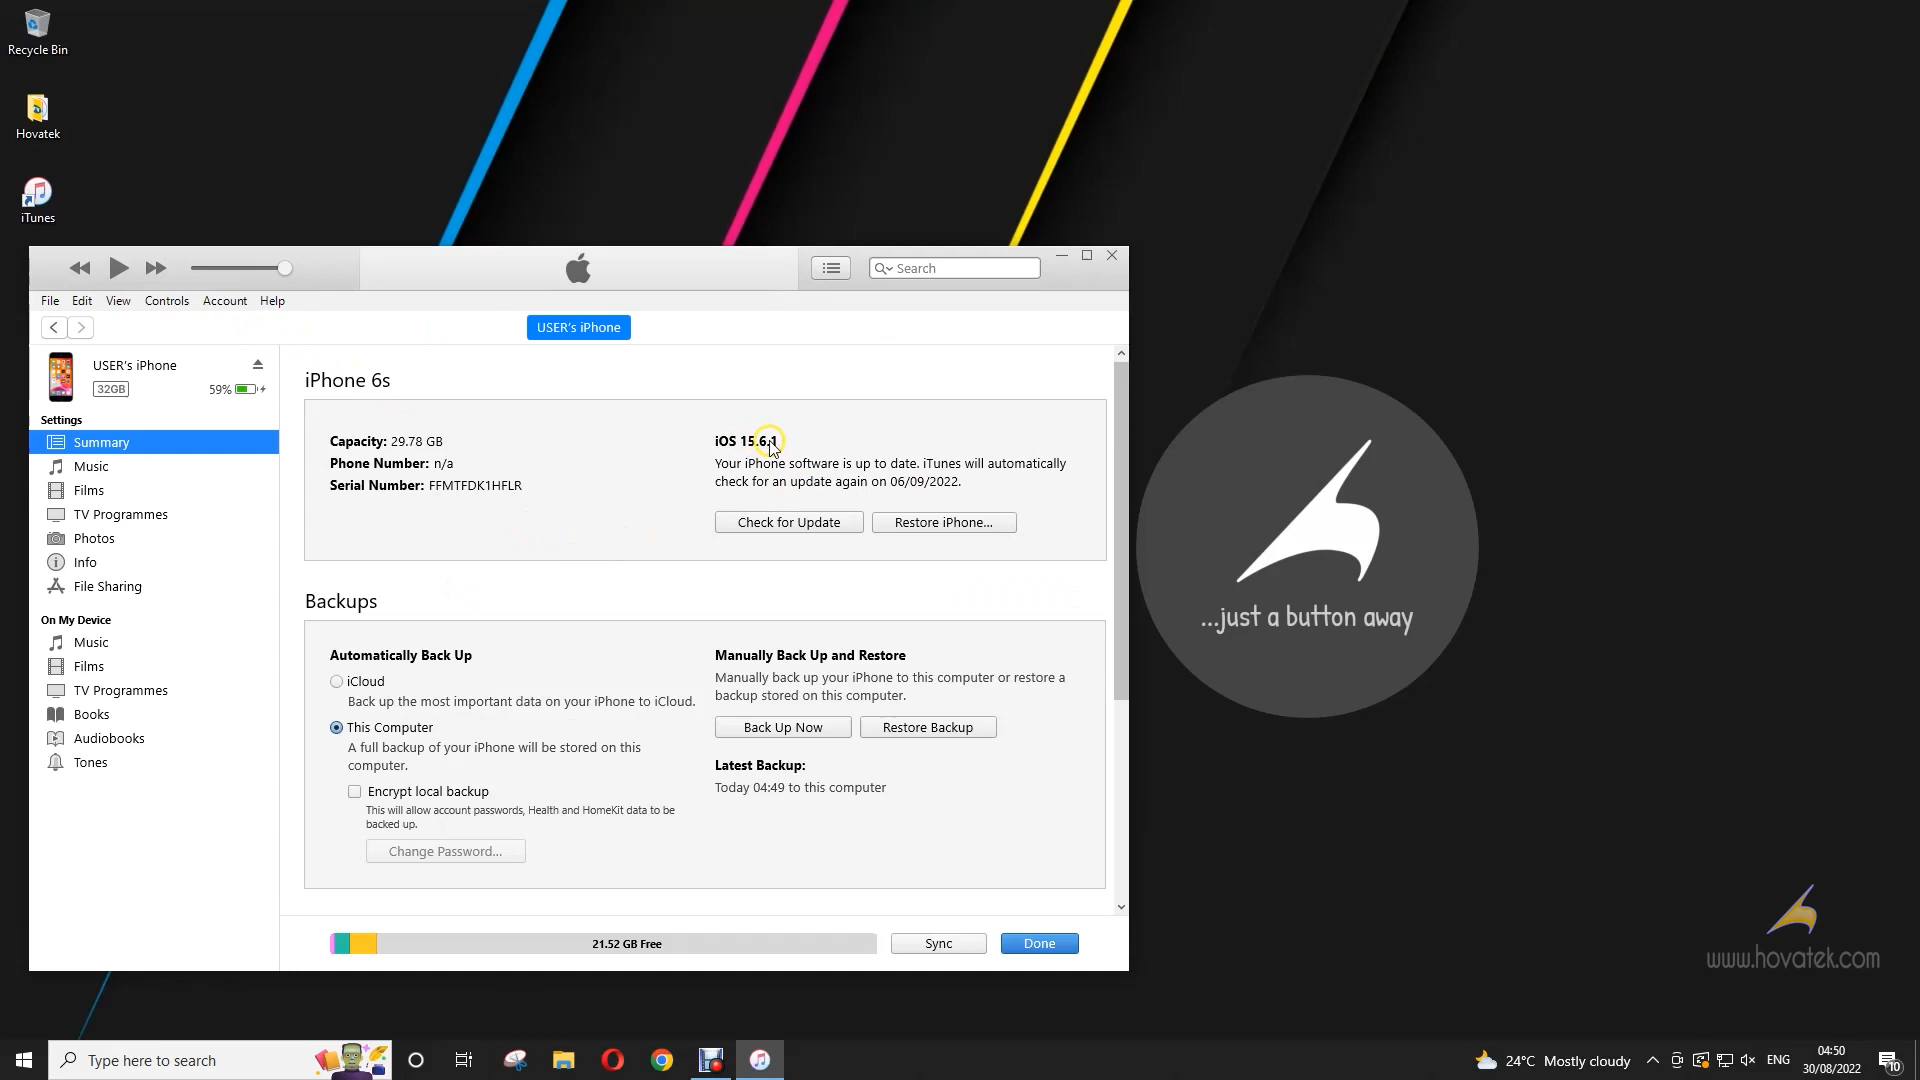 Recycle Bin
Hovatek
iTunes
Search
File Edit View Controls Account Help
USER's iPhone
USER's iPhone
32GB
59%
Settings
Summary
Music
Films
TV Programmes
Photos
Info
File Sharing
On My Device
Music
Films
TV Programmes
Books
Audiobooks
Tones
iPhone 6s
Capacity: 29.78 GB
Phone Number: n/a
Serial Number: FFMTFDK1HFLR
iOS 15.6.1
Your iPhone software is up to date. iTunes will automatically
check for an update again on 06/09/2022.
Check for Update
Restore iPhone...
Backups
Automatically Back Up
iCloud
Back up the most important data on your iPhone to iCloud.
This Computer
A full backup of your iPhone will be stored on this
computer.
Encrypt local backup
This will allow account passwords, Health and HomeKit data to be
backed up.
Change Password...
Manually Back Up and Restore
Manually back up your iPhone to this computer or restore a
backup stored on this computer.
Back Up Now
Restore Backup
Latest Backup:
Today 04:49 to this computer
21.52 GB Free
Sync
Done
...just a button away
www.hovatek.com
Type here to search
24°C Mostly cloudy
ENG
04:50
30/08/2022
10